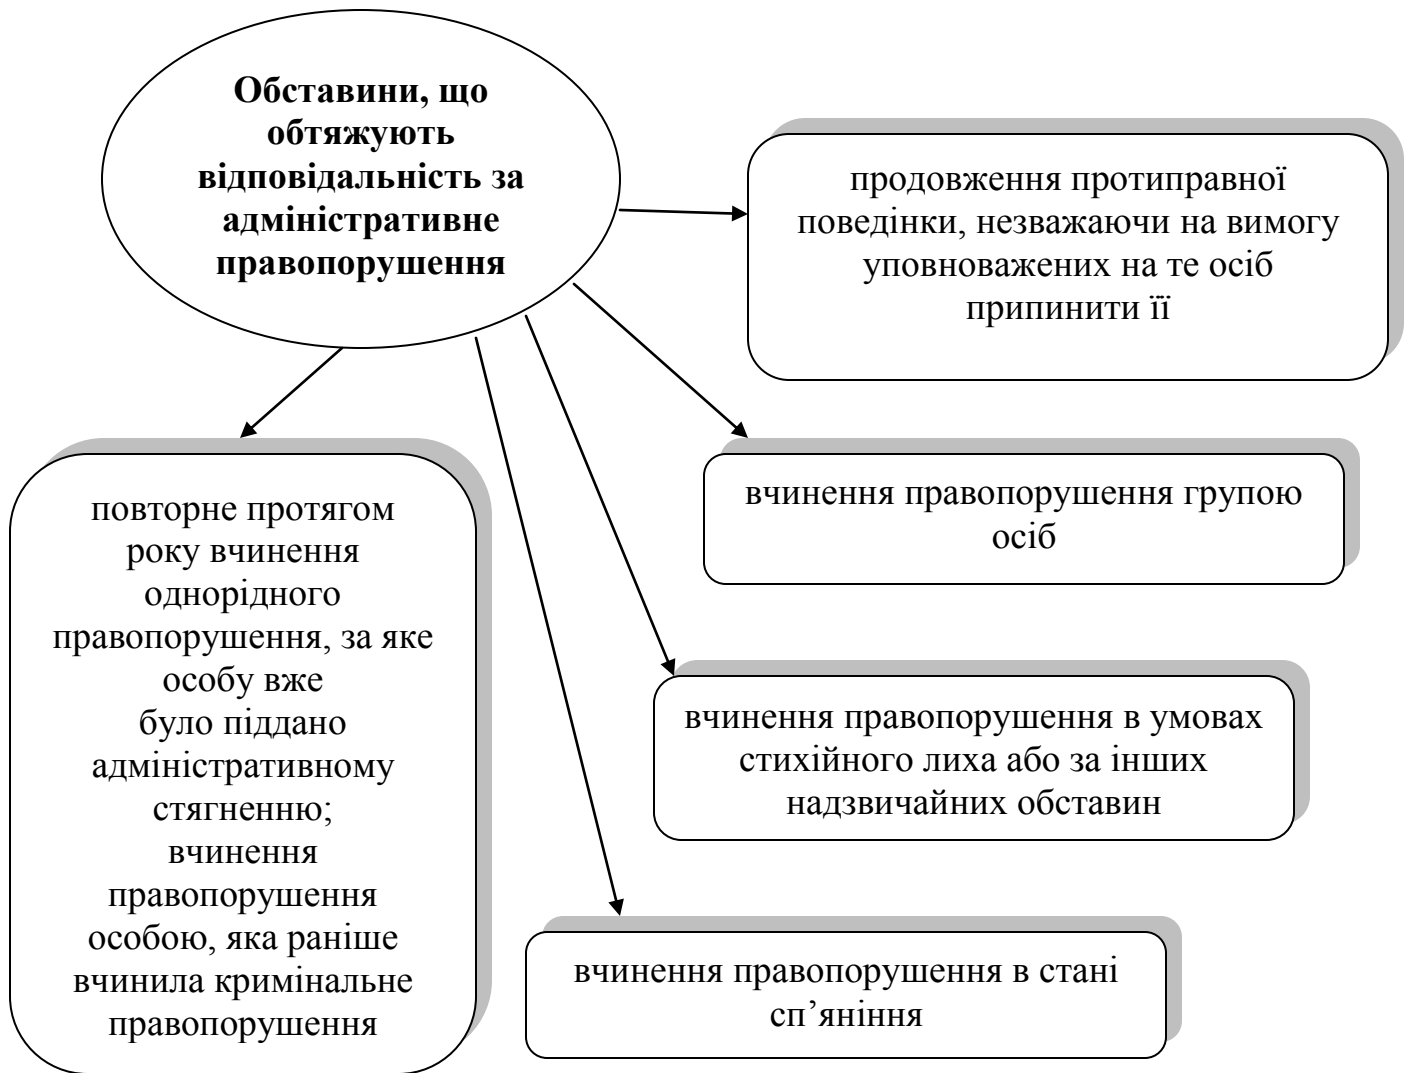 Обставини, що
обтяжують
відповідальність за
адміністративне
правопорушення
продовження протиправної
поведінки, незважаючи на вимогу
уповноважених на те осіб
припинити її
вчинення правопорушення групою
осіб
вчинення правопорушення в умовах
стихійного лиха або за інших
надзвичайних обставин
вчинення правопорушення в стані
сп’яніння
повторне протягом
року вчинення
однорідного
правопорушення, за яке
особу вже
було піддано
адміністративному
стягненню;
вчинення
правопорушення
особою, яка раніше
вчинила кримінальне
правопорушення